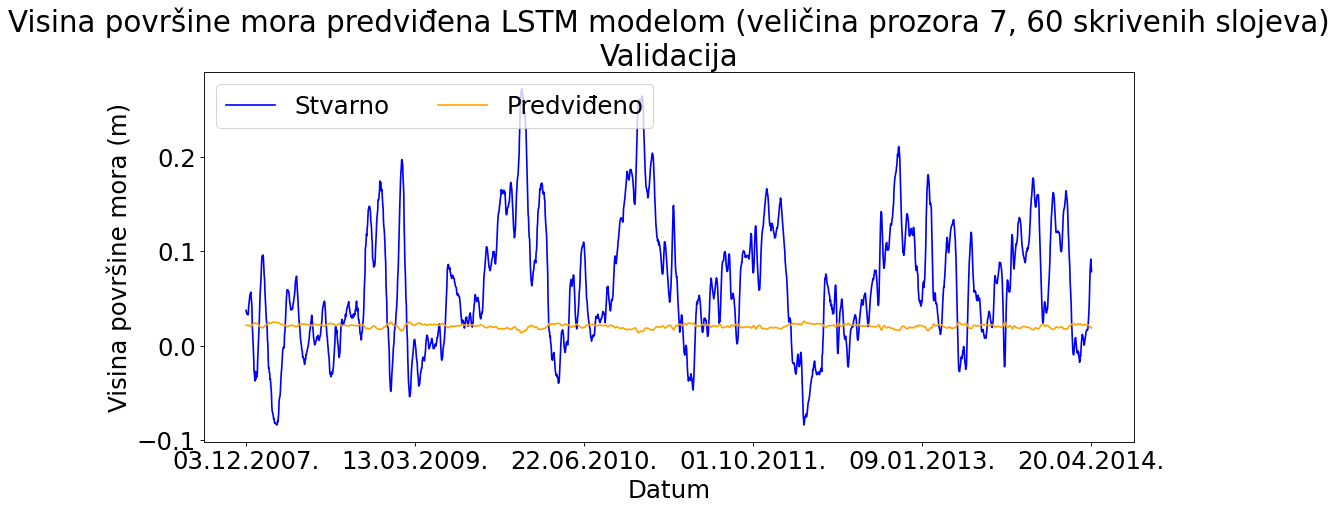 Visina površine mora predviđena LSTM modelom (veličina prozora 7, 60 skrivenih slojeva)
Validacija
Stvarno Predviđeno
Visina površine mora (m)
0.2
0.1
0.0
−0.1
03.12.2007. 13.03.2009. 22.06.2010. 01.10.2011. 09.01.2013. 20.04.2014.
Datum